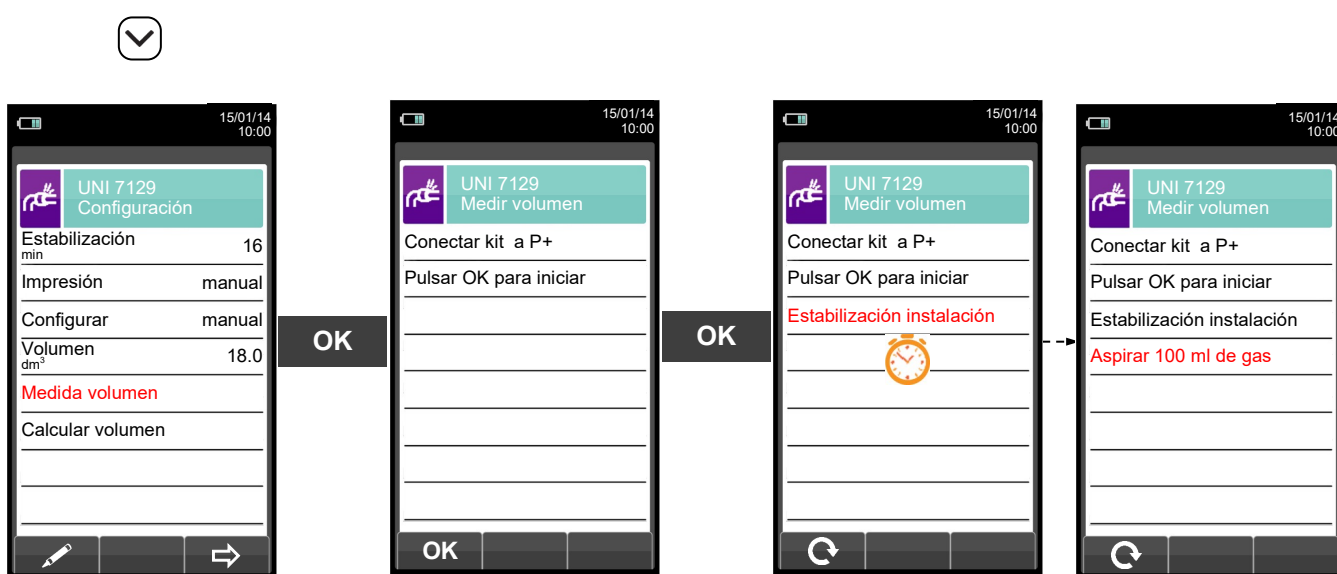 15/01/14
10:00
UNI 7129
Configuración
Estabilización
min
16
Impresión manual
Configurar manual
Volumen
dm³
18.0
Medida volumen
Calcular volumen
OK
15/01/14
10:00
UNI 7129
Medir volumen
Conectar kit a P+
Pulsar OK para iniciar
OK
OK
15/01/14
10:00
UNI 7129
Medir volumen
Conectar kit a P+
Pulsar OK para iniciar
Estabilización instalación
15/01/14
10:00
UNI 7129
Medir volumen
Conectar kit a P+
Pulsar OK para iniciar
Estabilización instalación
Aspirar 100 ml de gas